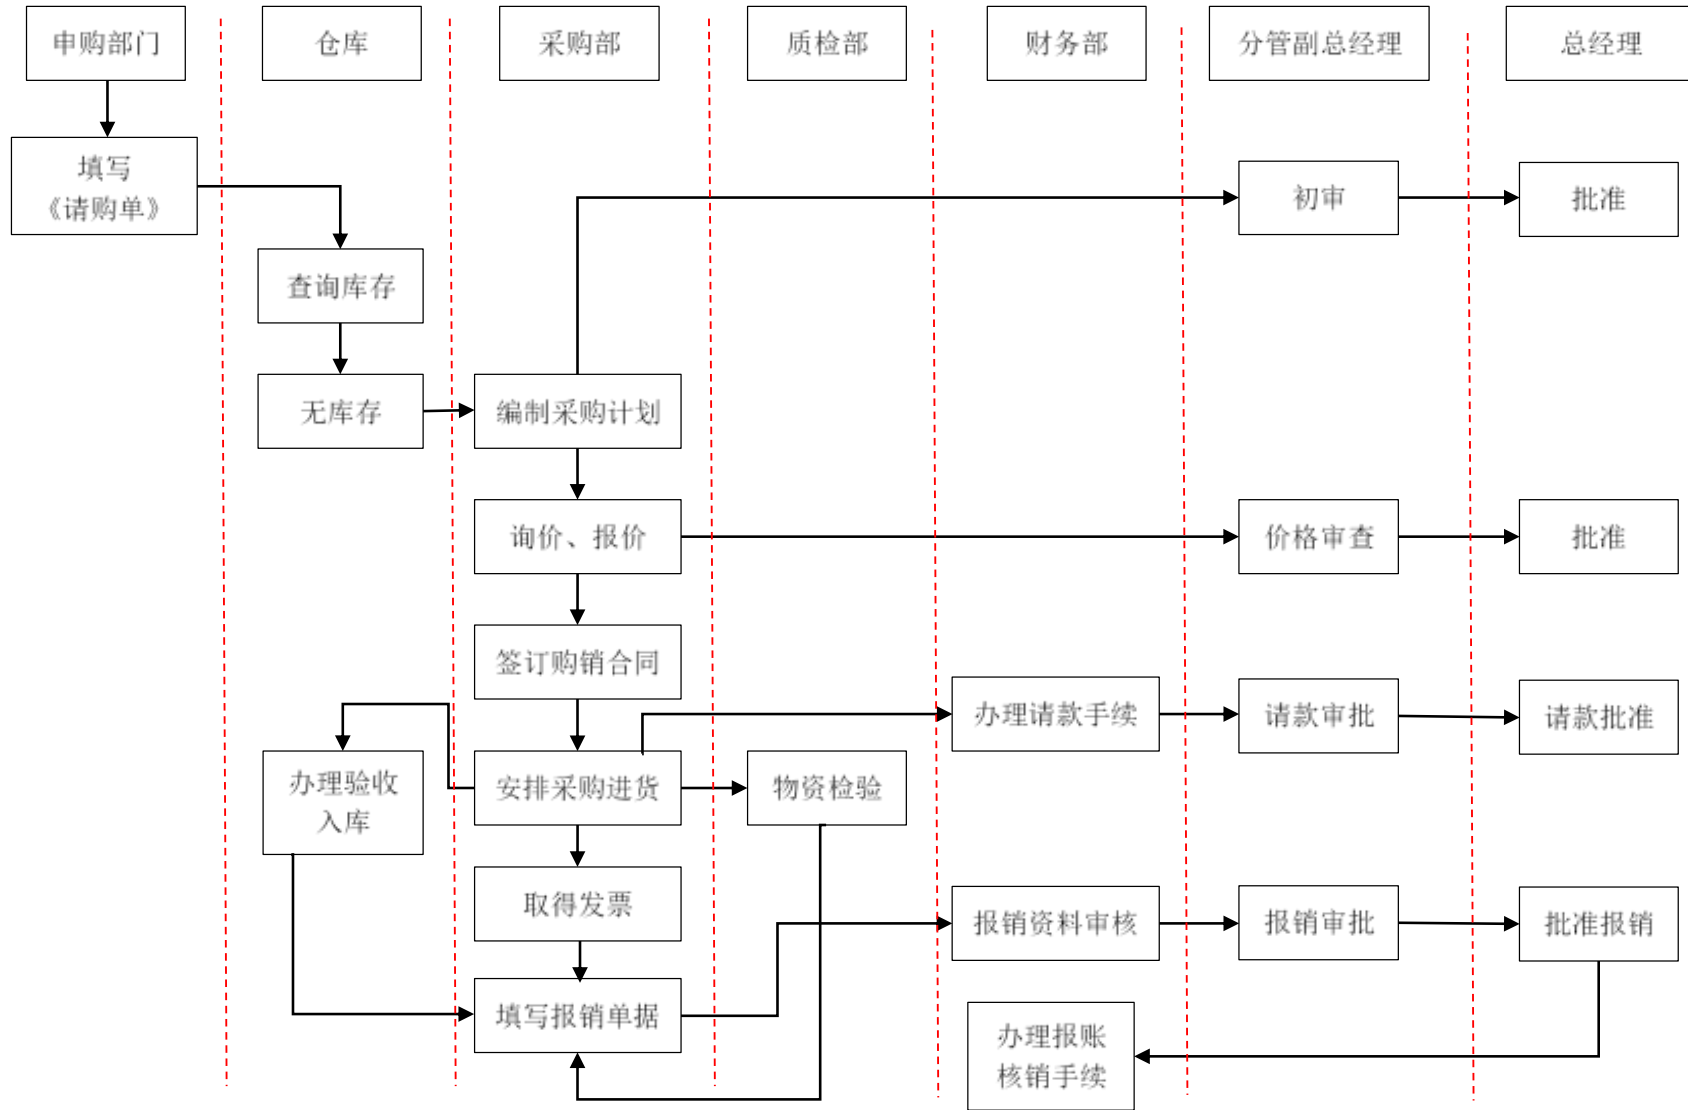 申购部门
仓库
采购部
质检部
财务部
分管副总经理
总经理
填写
《请购单》
初审
批准
查询库存
无库存
编制采购计划
询价、报价
价格审查
批准
签订购销合同
办理请款手续
请款审批
请款批准
办理验收
入库
安排采购进货
物资检验
取得发票
报销资料审核
报销审批
批准报销
填写报销单据
办理报账
核销手续